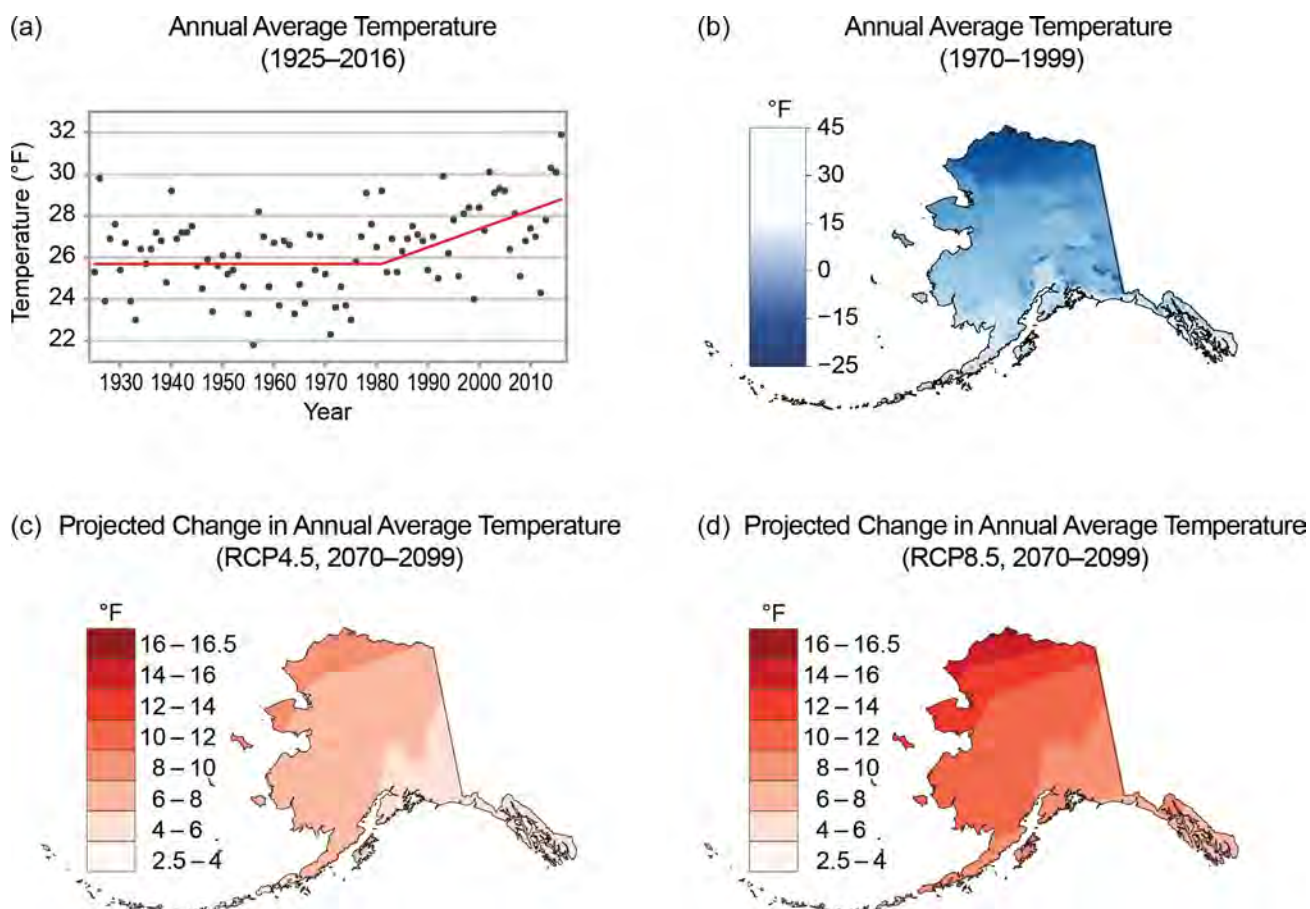 (a) Annual Average Temperature
(1925–2016)
Temperature (°F)
32
30
28
26
24
22
1930 1940 1950 1960 1970 1980 1990 2000 2010
Year
(b) Annual Average Temperature
(1970–1999)
°F
45
30
15
0
−15
−25
(c) Projected Change in Annual Average Temperature
(RCP4.5, 2070–2099)
°F
16 – 16.5
14 – 16
12 – 14
10 – 12
8 – 10
6 – 8
4 – 6
2.5 – 4
(d) Projected Change in Annual Average Temperature
(RCP8.5, 2070–2099)
°F
16 – 16.5
14 – 16
12 – 14
10 – 12
8 – 10
6 – 8
4 – 6
2.5 – 4